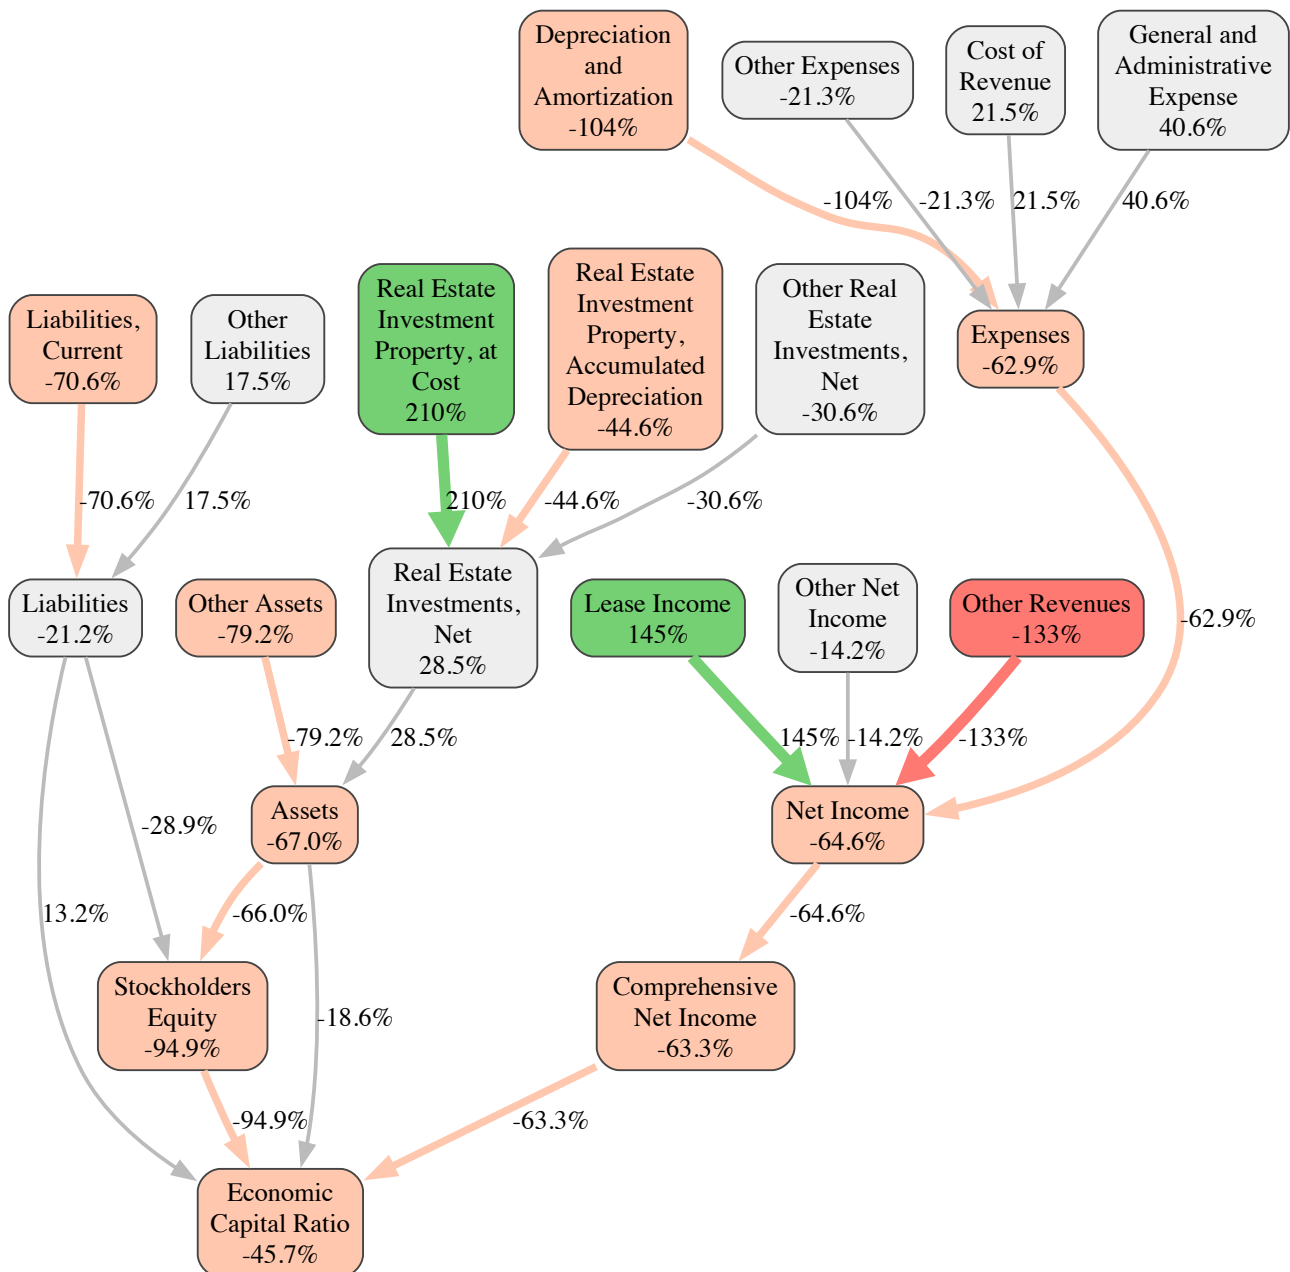 Depreciation
and
Amortization
-104%
Other Expenses
-21.3%
Cost of
Revenue
21.5%
General and
Administrative
Expense
40.6%
-104%
-21.3%
21.5%
40.6%
Liabilities,
Current
-70.6%
Other
Liabilities
17.5%
Real Estate
Investment
Property, at
Cost
210%
Real Estate
Investment
Property,
Accumulated
Depreciation
-44.6%
Other Real
Estate
Investments,
Net
-30.6%
Expenses
-62.9%
-70.6%
17.5%
210%
-44.6%
-30.6%
Liabilities
-21.2%
Other Assets
-79.2%
Real Estate
Investments,
Net
28.5%
Lease Income
145%
Other Net
Income
-14.2%
Other Revenues
-133%
-62.9%
-79.2%
28.5%
145%
-14.2%
-133%
-28.9%
Assets
-67.0%
Net Income
-64.6%
13.2%
-66.0%
-64.6%
Stockholders
Equity
-94.9%
-18.6%
Comprehensive
Net Income
-63.3%
-94.9%
-63.3%
Economic
Capital Ratio
-45.7%